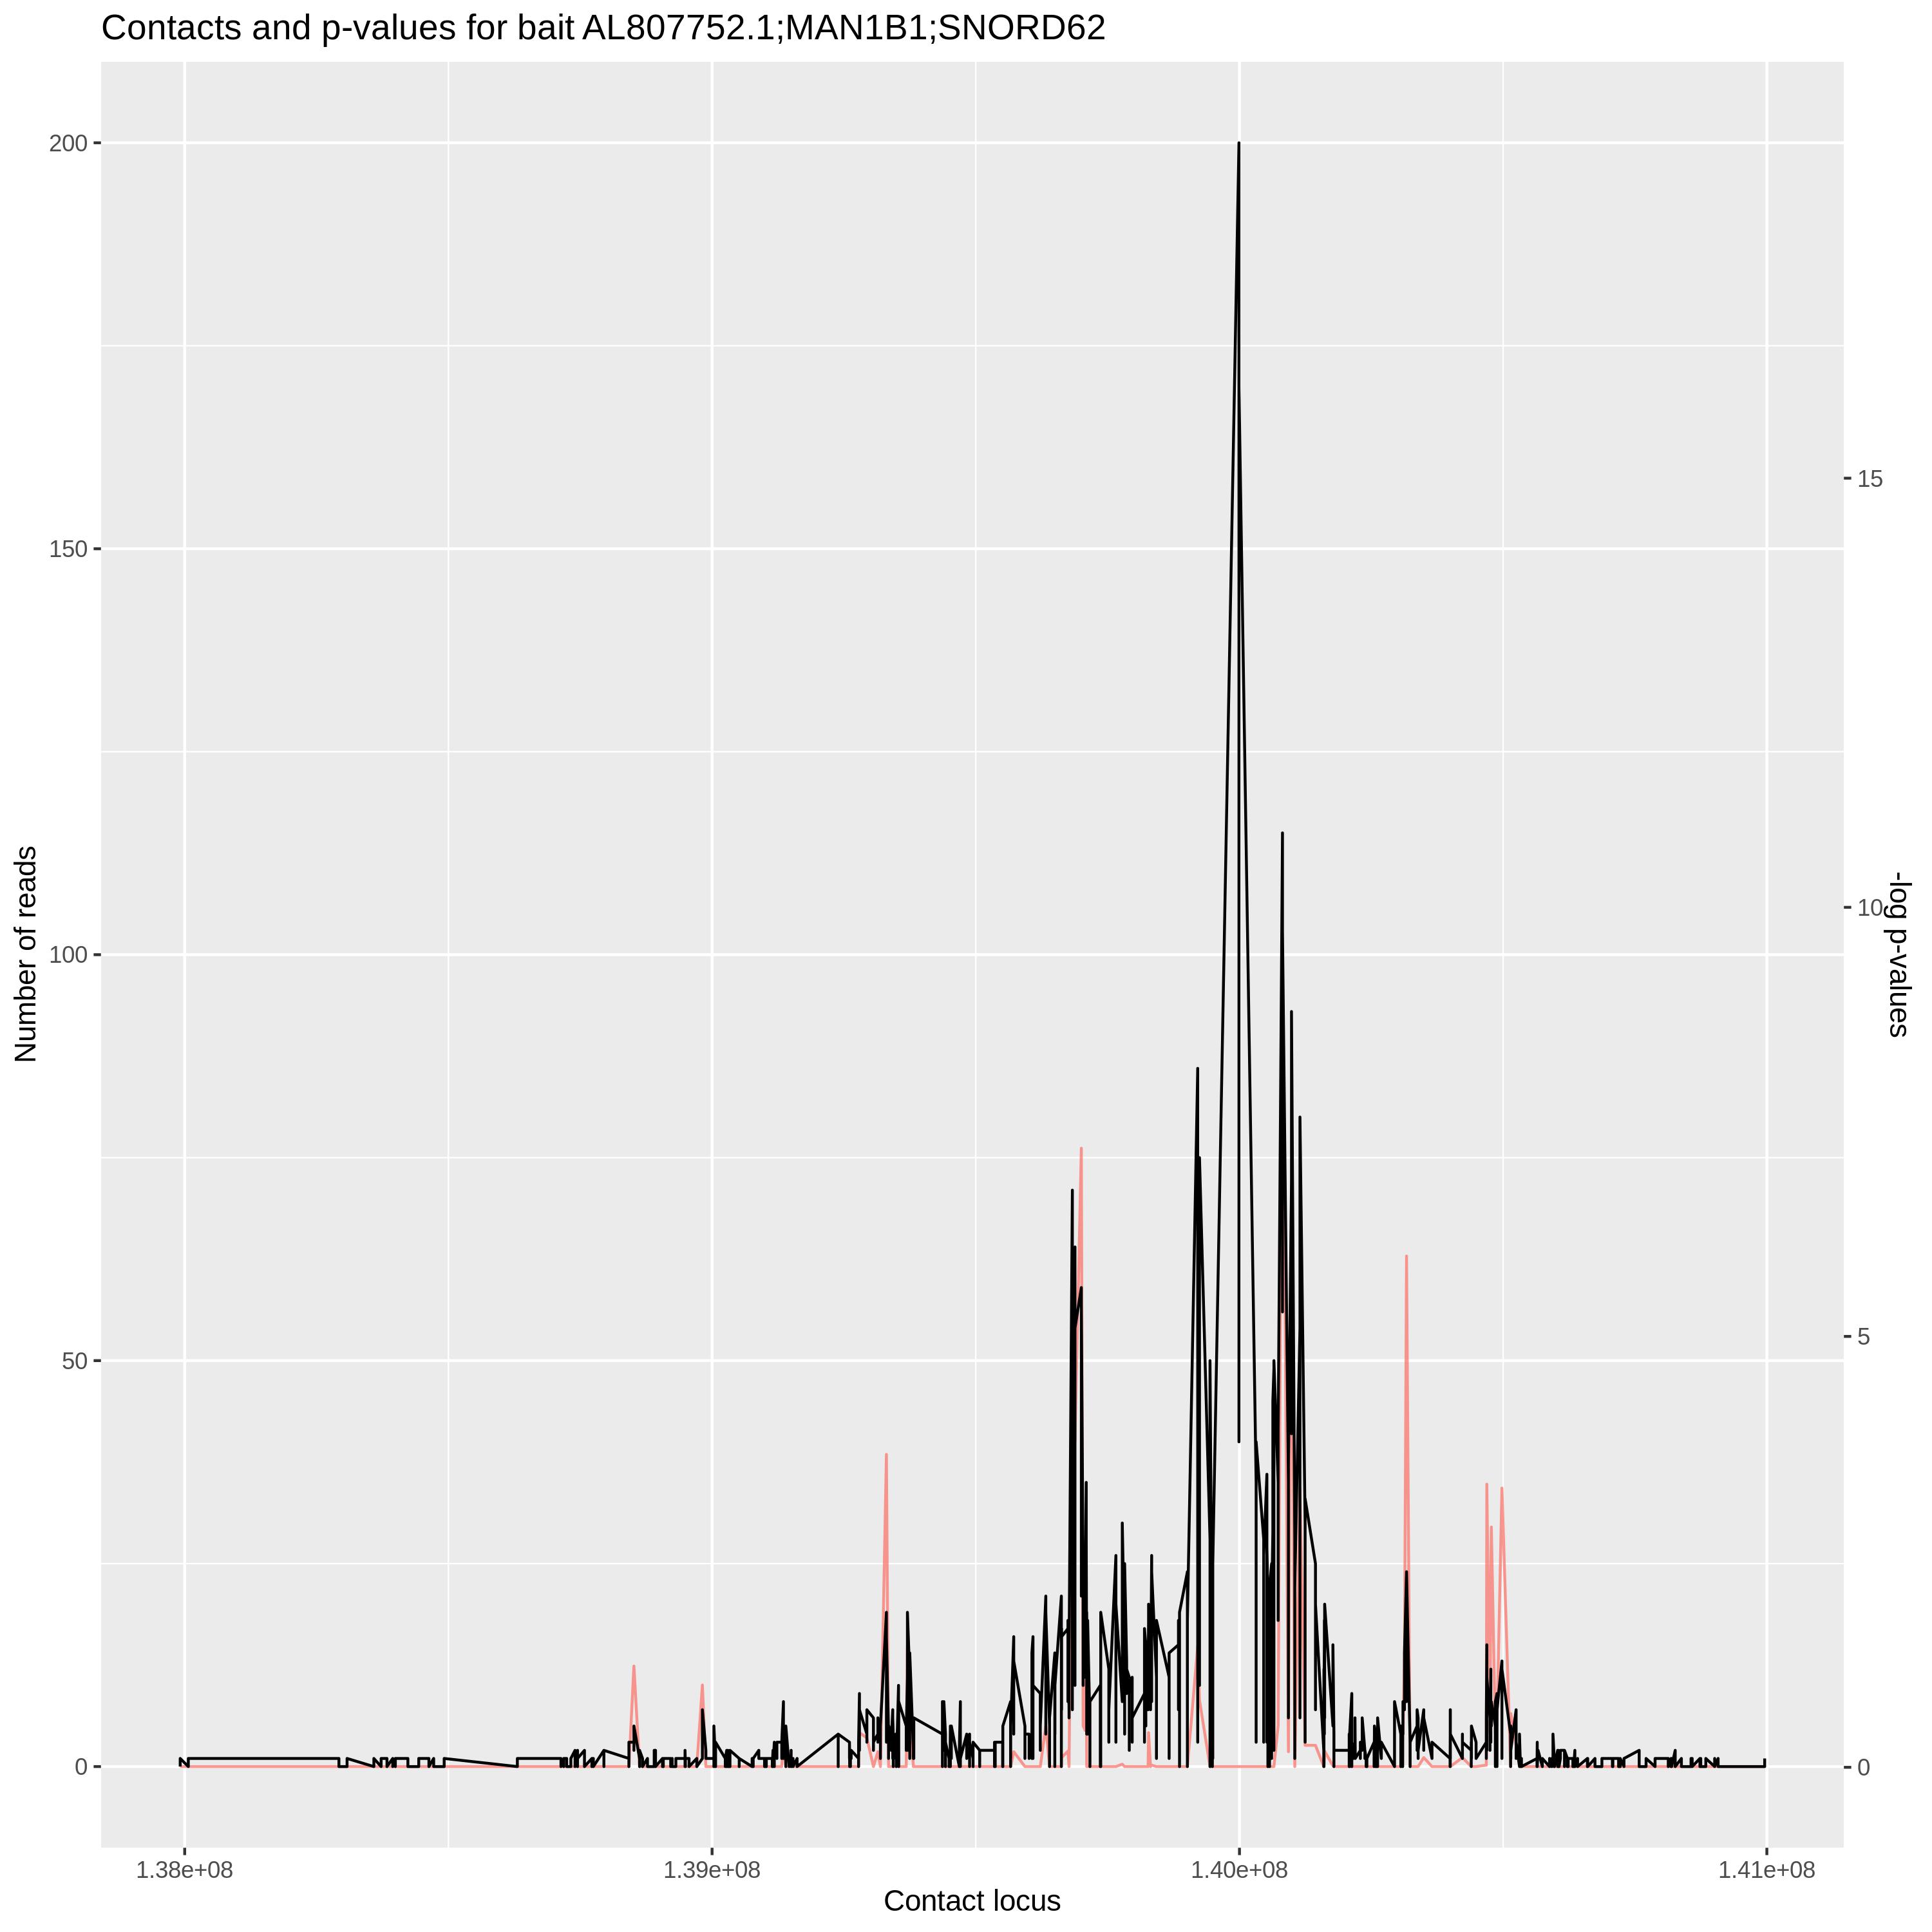 Contacts and p-values for bait AL807752.1;MAN1B1;SNORD62
200
150
100
50
0
Number of reads
15
10
5
0
-log p-values
1.38e+08
1.39e+08
1.40e+08
1.41e+08
Contact locus